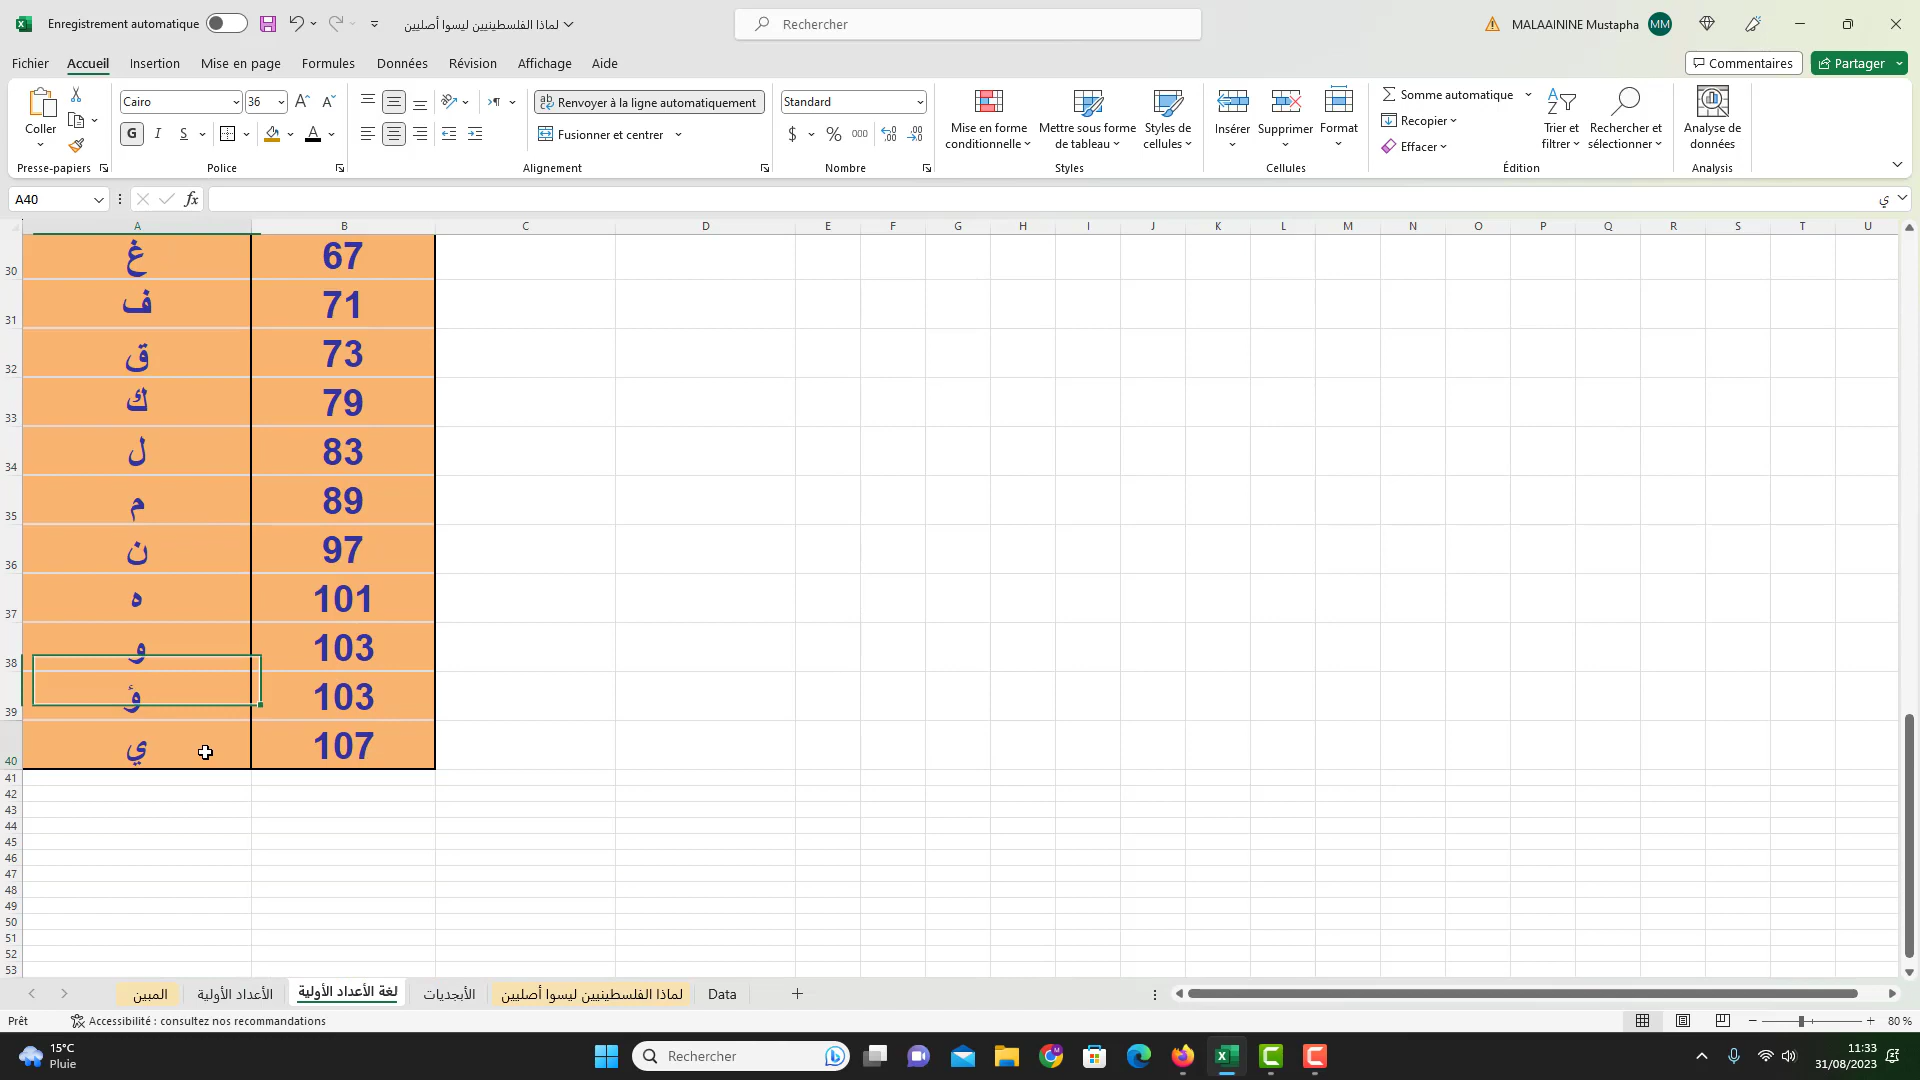 Enregistrement automatique
لماذا الفلسطينيين ليسوا أصليين
Rechercher
MALAAININE Mustapha MM
Fichier Accueil Insertion Mise en page Formules Données Révision Affichage Aide
Commentaires Partager
Coller
Presse-papiers
Cairo 36
G I S
Police
Renvoyer à la ligne automatiquement
Fusionner et centrer
Alignement
Standard
$ % 000
Nombre
Mise en forme conditionnelle
Mettre sous forme de tableau
Styles de cellules
Styles
Insérer Supprimer Format
Cellules
Somme automatique
Recopier
Effacer
Trier et filtrer
Rechercher et sélectionner
Édition
Analyse de données
Analysis
A40 fx ي
A B C D E F G H I J K L M N O P Q R S T U
30 غ 67
31 ف 71
32 ق 73
33 ك 79
34 ل 83
35 م 89
36 ن 97
37 ه 101
38 و 103
39 ؤ 103
40 ي 107
41
42
43
44
45
46
47
48
49
50
51
52
53
المبين
الأعداد الأولية
لغة الأعداد الأولية
الأبجديات
لماذا الفلسطينيين ليسوا أصليين
Data
Prêt
Accessibilité : consultez nos recommandations
80 %
15°C
Pluie
Rechercher
11:33
31/08/2023